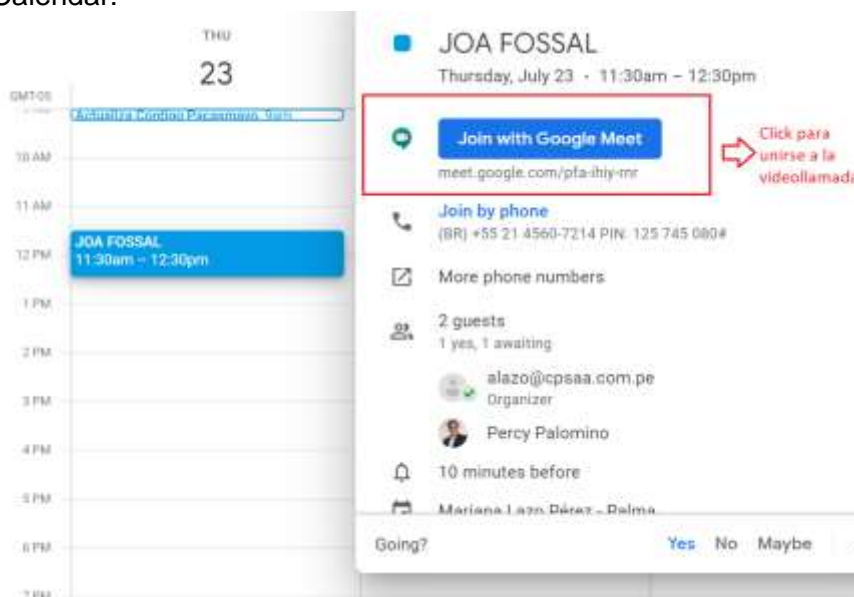 Calendar.
THU
23
GMT-05
10 AM
11 AM
12 PM
1 PM
2 PM
3 PM
4 PM
5 PM
6 PM
7 PM
JOA FOSSAL
11:30am – 12:30pm
JOA FOSSAL
Thursday, July 23 · 11:30am – 12:30pm
Join with Google Meet
meet.google.com/pfa-ihiy-rnr
Click para
unirse a la
videollamada
Join by phone
(BR) +55 21 4560-7214 PIN: 125 745 080#
More phone numbers
2 guests
1 yes, 1 awaiting
alazo@cpsaa.com.pe
Organizer
Percy Palomino
10 minutes before
Mariana Lazo Pérez - Palma
Going?
Yes No Maybe